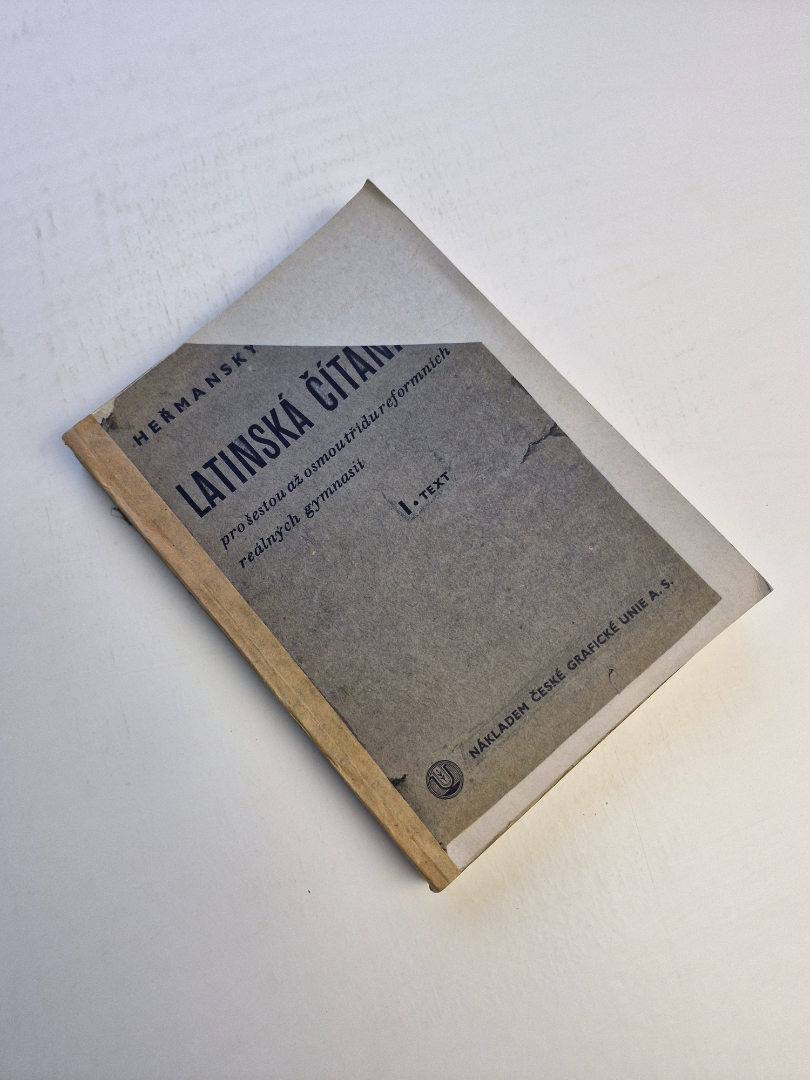 HEŘMANSKÝ
LATINSKÁ ČÍTAN
pro šestou až osmou třídu reformních
reálných gymnasií
I • TEXT
NÁKLADEM ČESKÉ GRAFICKÉ UNIE A. S.
U